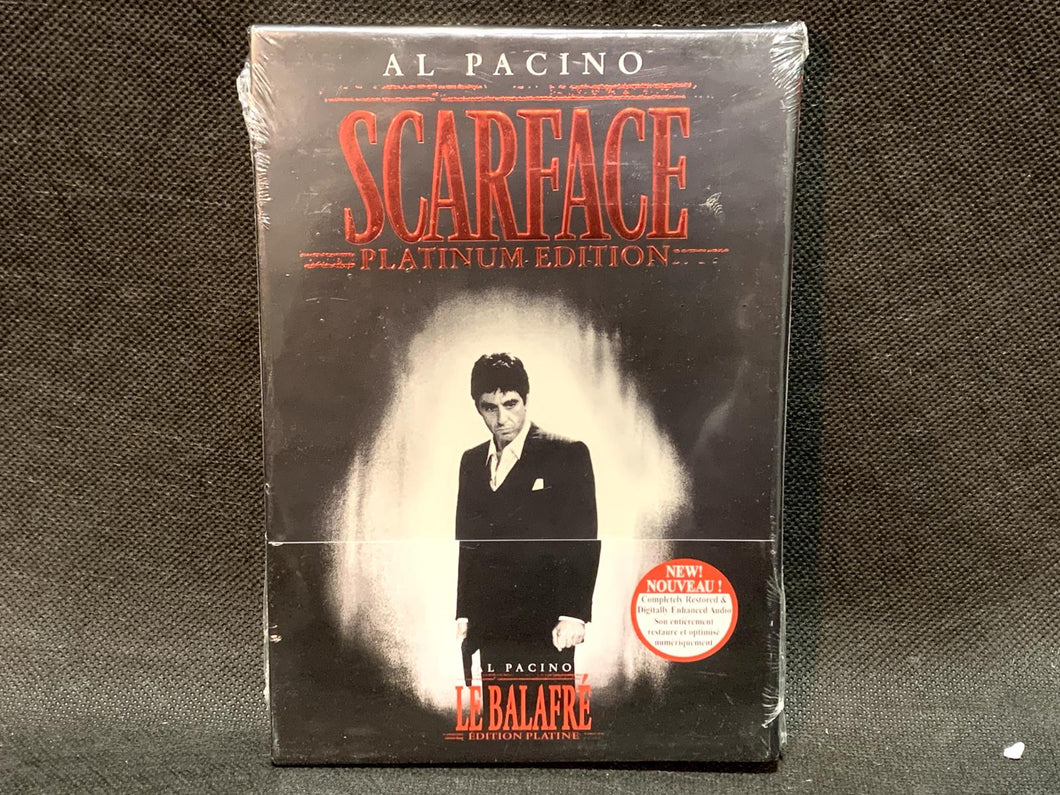 AL PACINO
SCARFACE
PLATINUM EDITION
NEW!
NOUVEAU !
Completely Restored &
Digitally Enhanced Audio
Son entièrement
restauré et optimisé
numériquement
AL PACINO
LE BALAFRÉ
ÉDITION PLATINE